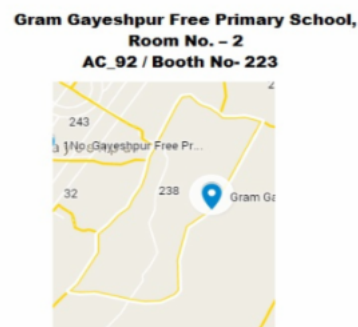 Gram Gayeshpur Free Primary School,
Room No. – 2
AC_92 / Booth No- 223
243
1No. Gayeshpur Free Pr...
32
238
Gram Ga